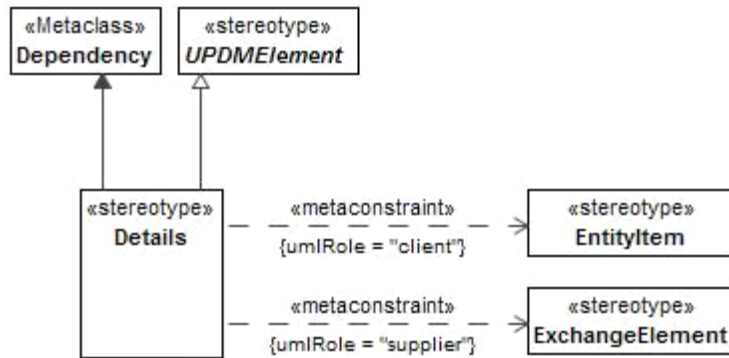 «Metaclass»
Dependency
«stereotype»
UPDMElement
«stereotype»
Details
«metaconstraint»
{umlRole = "client"}
«stereotype»
EntityItem
«metaconstraint»
{umlRole = "supplier"}
«stereotype»
ExchangeElement